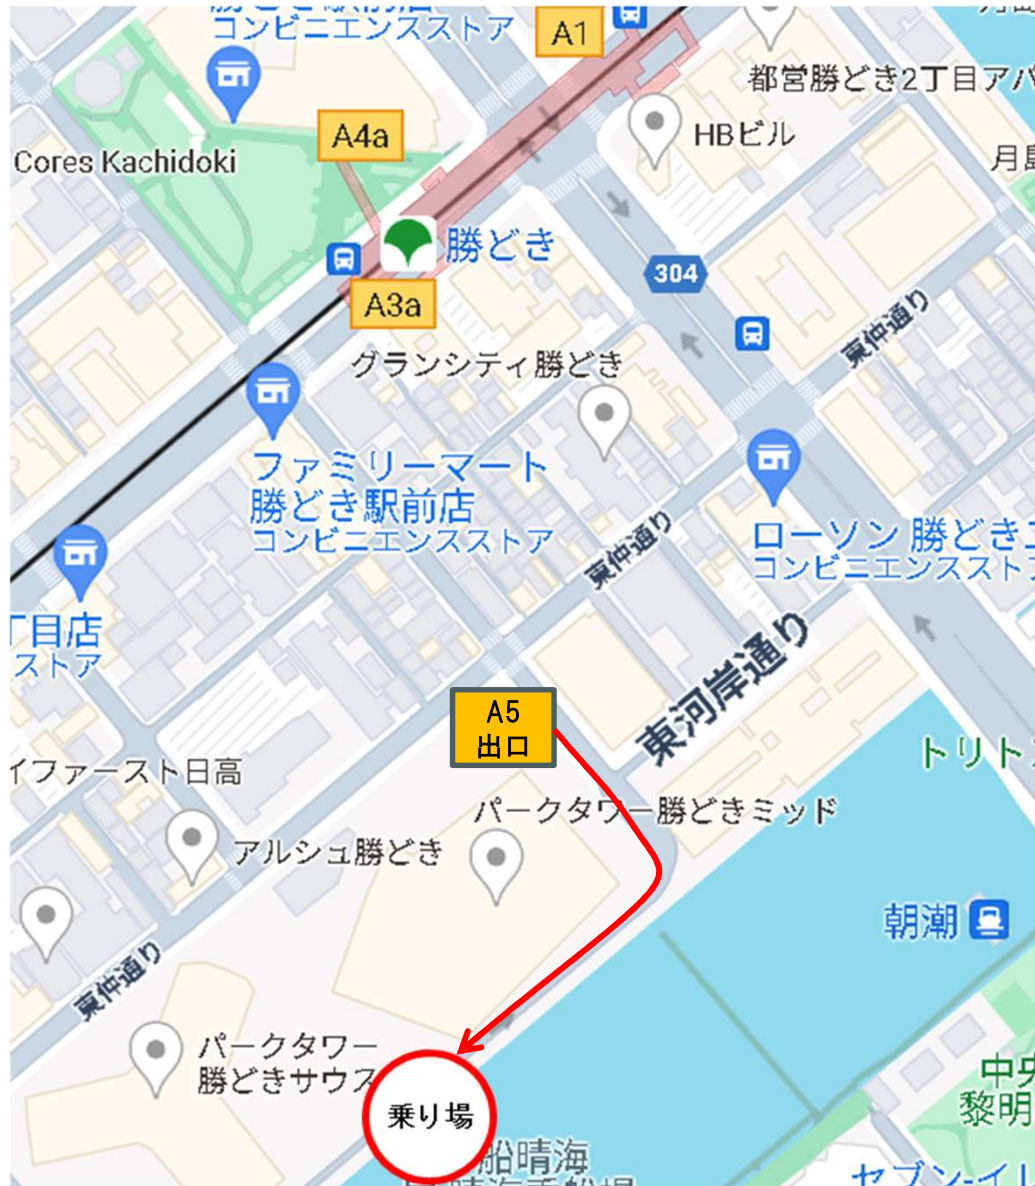 コンビニエンスストア
A1
都営勝どき2丁目アパ
A4a
HBビル
Cores Kachidoki
月島
勝どき
304
A3a
東仲通り
グランシティ勝どき
ファミリーマート
勝どき駅前店
コンビニエンスストア
東仲通り
ローソン 勝どき
コンビニエンススト
丁目店
ストア
東河岸通り
A5
出口
トリト
イファースト日高
パークタワー勝どきミッド
アルシュ勝どき
朝潮
東仲通り
パークタワー
勝どきサウス
乗り場
中央
黎明
船晴海
セブン-イレ